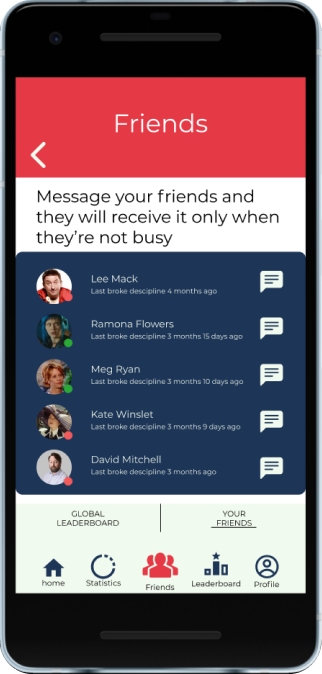 Friends
Message your friends and
they will receive it only when
they're not busy
Lee Mack
Last broke descipline 4 months ago
Ramona Flowers
Last broke descipline 3 months 15 days ago
Meg Ryan
Last broke descipline 3 months 10 days ago
Kate Winslet
Last broke descipline 3 months 9 days ago
David Mitchell
Last broke descipline 3 months ago
GLOBAL
LEADERBOARD
YOUR
FRIENDS
home
Statistics
Friends
Leaderboard
Profile